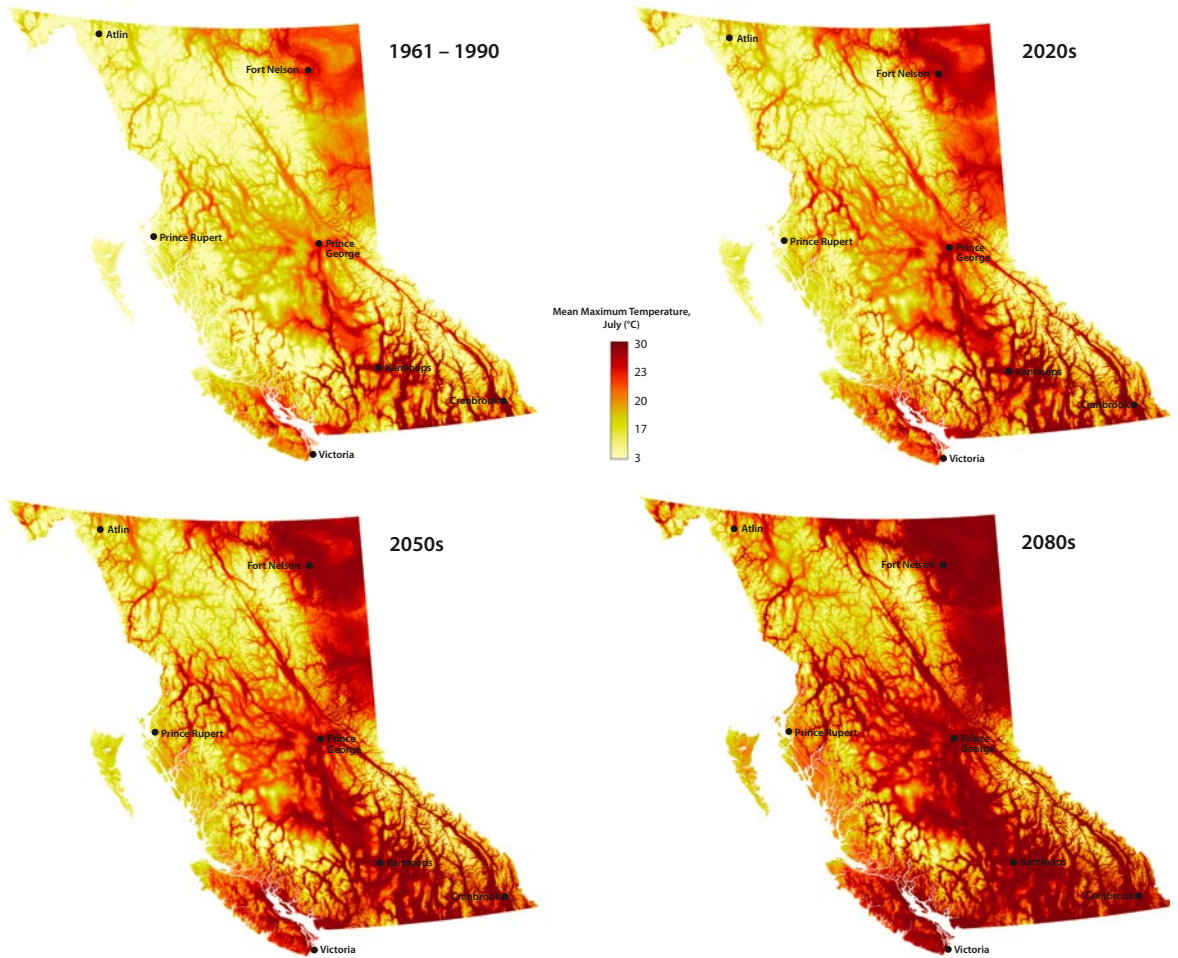 Atlin
1961 – 1990
Fort Nelson
Prince Rupert
Prince
George
Kamloops
Cranbrook
Victoria
Atlin
2020s
Fort Nelson
Prince Rupert
Prince
George
Kamloops
Cranbrook
Victoria
Mean Maximum Temperature,
July (°C)
30
23
20
17
3
Atlin
2050s
Fort Nelson
Prince Rupert
Prince
George
Kamloops
Cranbrook
Victoria
Atlin
2080s
Fort Nelson
Prince Rupert
Prince
George
Kamloops
Cranbrook
Victoria